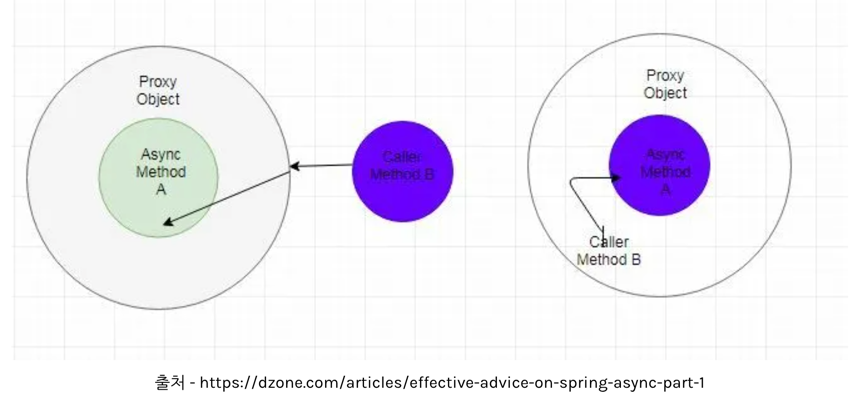 Proxy
Object
Async
Method
A
Caller
Method B
Proxy
Object
Async
Method
A
Caller
Method B
출처 - https://dzone.com/articles/effective-advice-on-spring-async-part-1